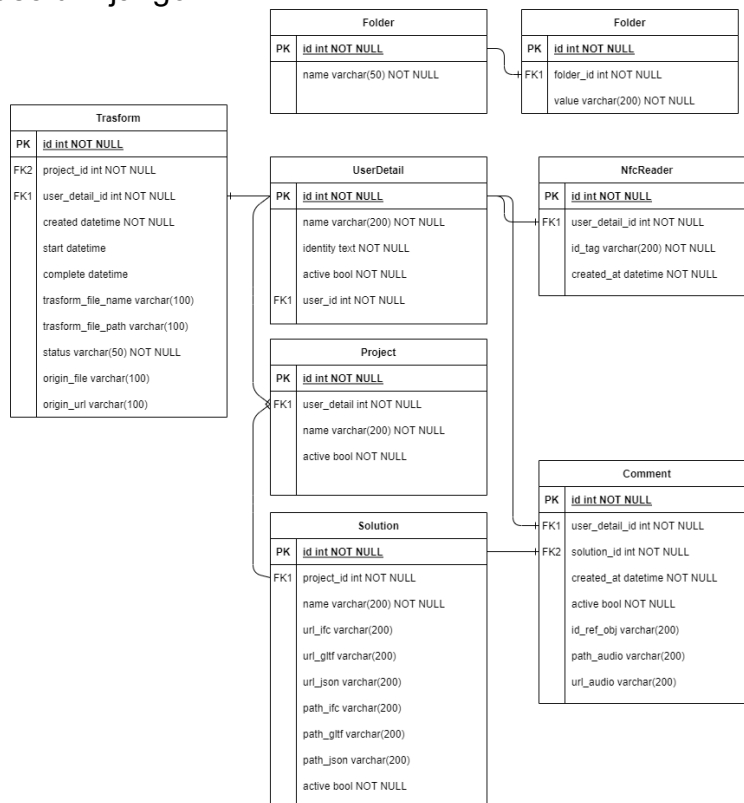 Folder
PK id int NOT NULL
name varchar(50) NOT NULL
Folder
PK id int NOT NULL
FK1 folder_id int NOT NULL
value varchar(200) NOT NULL
Trasform
PK id int NOT NULL
FK2 project_id int NOT NULL
FK1 user_detail_id int NOT NULL
created datetime NOT NULL
start datetime
complete datetime
trasform_file_name varchar(100)
trasform_file_path varchar(100)
status varchar(50) NOT NULL
origin_file varchar(100)
origin_url varchar(100)
UserDetail
PK id int NOT NULL
name varchar(200) NOT NULL
identity text NOT NULL
active bool NOT NULL
FK1 user_id int NOT NULL
NfcReader
PK id int NOT NULL
FK1 user_detail_id int NOT NULL
id_tag varchar(200) NOT NULL
created_at datetime NOT NULL
Project
PK id int NOT NULL
FK1 user_detail int NOT NULL
name varchar(200) NOT NULL
active bool NOT NULL
Solution
PK id int NOT NULL
FK1 project_id int NOT NULL
name varchar(200) NOT NULL
url_ifc varchar(200)
url_gltf varchar(200)
url_json varchar(200)
path_ifc varchar(200)
path_gltf varchar(200)
path_json varchar(200)
active bool NOT NULL
Comment
PK id int NOT NULL
FK1 user_detail_id int NOT NULL
FK2 solution_id int NOT NULL
created_at datetime NOT NULL
active bool NOT NULL
id_ref_obj varchar(200)
path_audio varchar(200)
url_audio varchar(200)